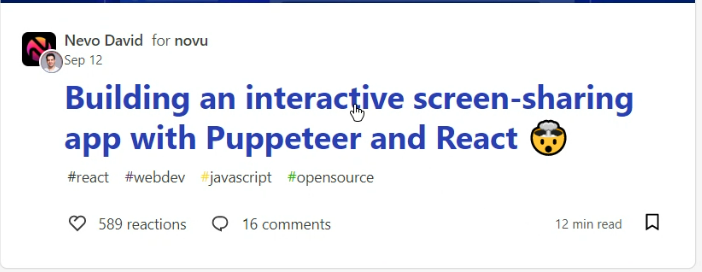 Nevo David for novu
Sep 12
Building an interactive screen-sharing
app with Puppeteer and React 🤯
#react #webdev #javascript #opensource
589 reactions 16 comments 12 min read